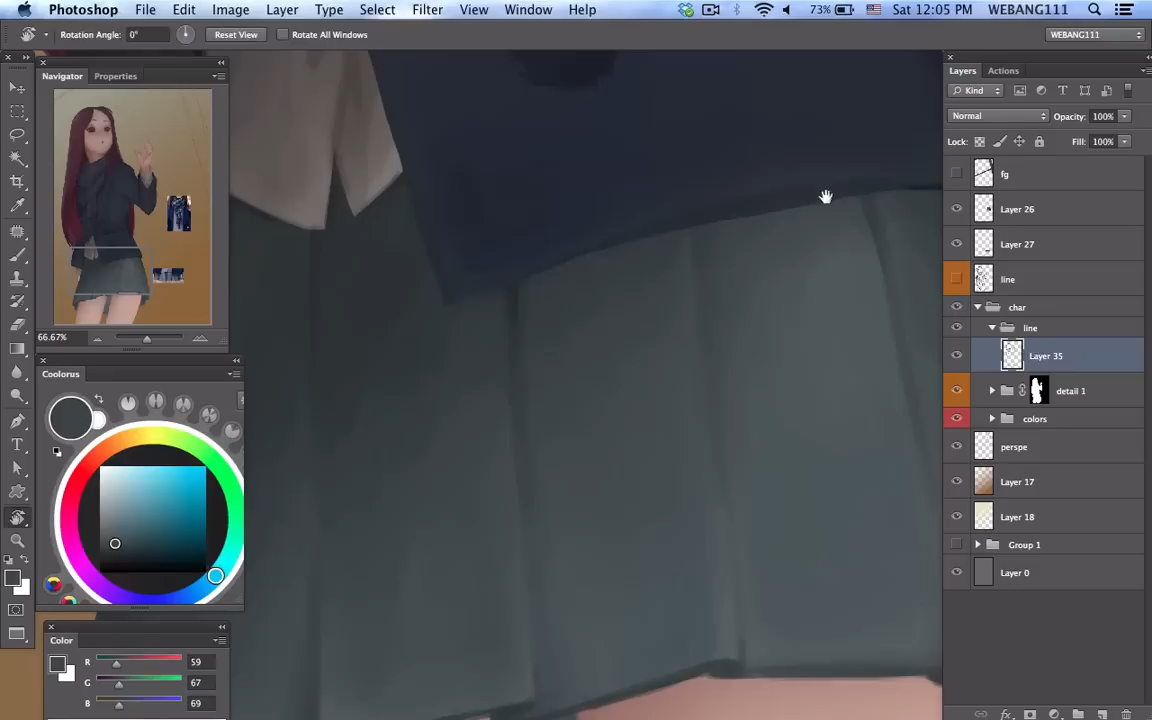 Photoshop File Edit Image Layer Type Select Filter View Window Help 73% Sat 12:05 PM WEBANG111
Rotation Angle: 0° Reset View Rotate All Windows WEBANG111
Navigator Properties
66.67%
Coolorus
Color
R 59
G 67
B 69
Layers Actions
Kind
Normal Opacity: 100%
Lock: Fill: 100%
fg
Layer 26
Layer 27
line
char
line
Layer 35
detail 1
colors
perspe
Layer 17
Layer 18
Group 1
Layer 0